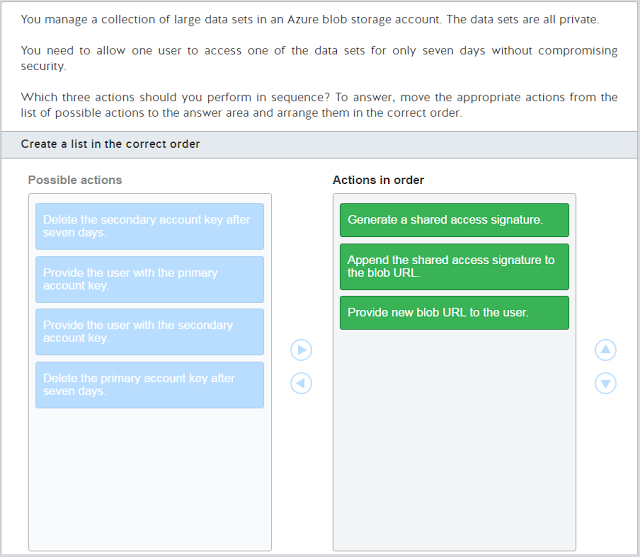 You manage a collection of large data sets in an Azure blob storage account. The data sets are all private.
You need to allow one user to access one of the data sets for only seven days without compromising
security.
Which three actions should you perform in sequence? To answer, move the appropriate actions from the
list of possible actions to the answer area and arrange them in the correct order.
Create a list in the correct order
Possible actions
Delete the secondary account key after
seven days.
Provide the user with the primary
account key.
Provide the user with the secondary
account key.
Delete the primary account key after
seven days.
Actions in order
Generate a shared access signature.
Append the shared access signature to
the blob URL.
Provide new blob URL to the user.